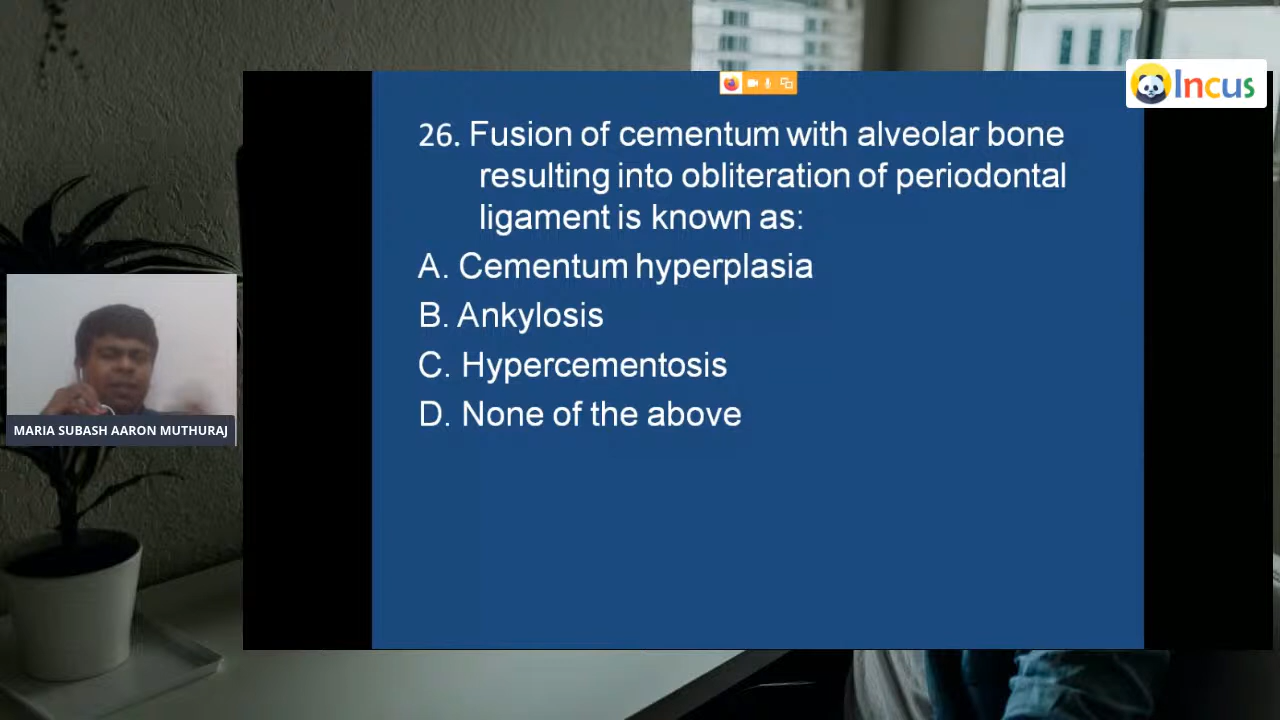 Incus
26. Fusion of cementum with alveolar bone
resulting into obliteration of periodontal
ligament is known as:
A. Cementum hyperplasia
B. Ankylosis
C. Hypercementosis
D. None of the above
MARIA SUBASH AARON MUTHURAJ